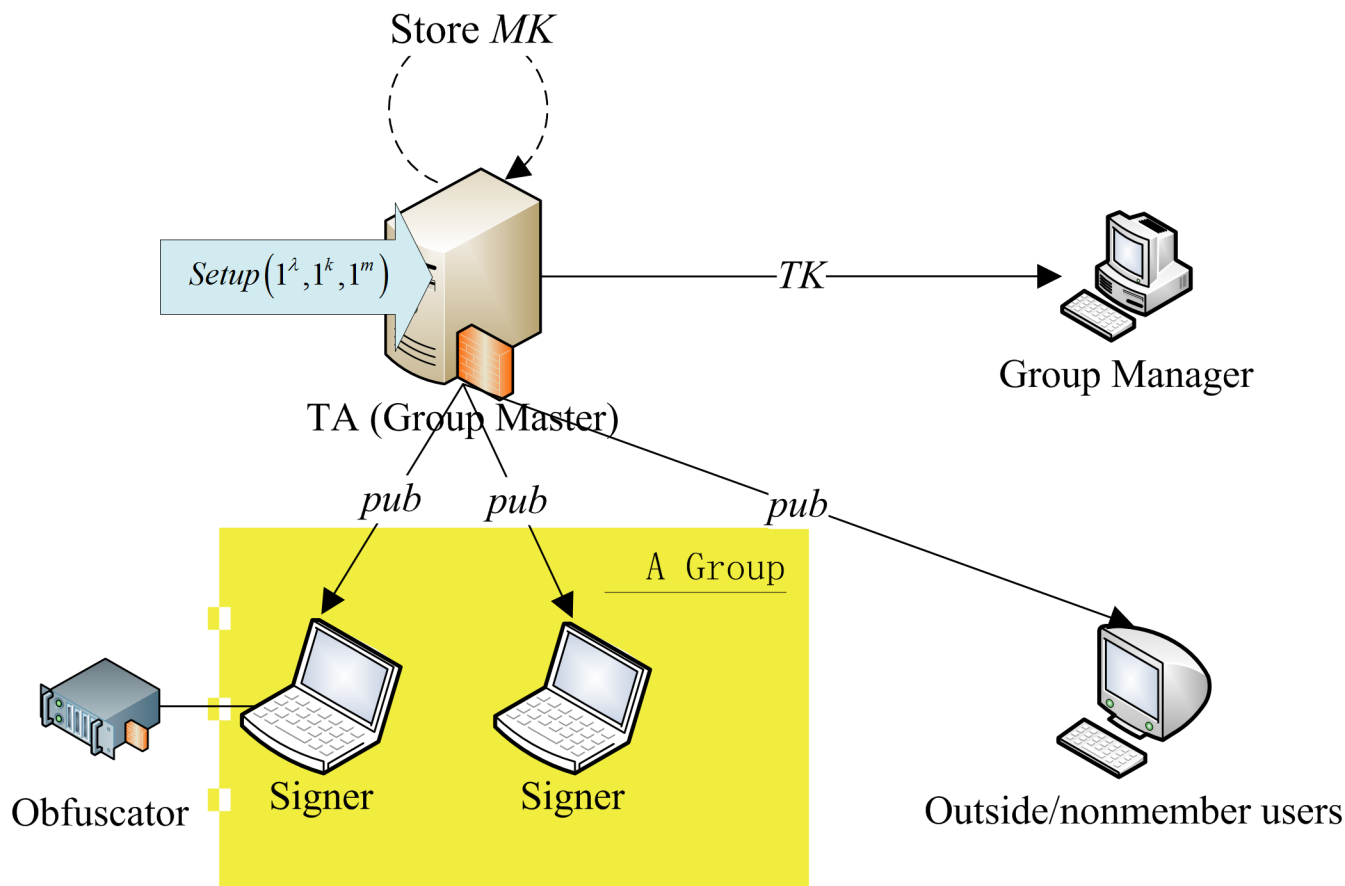 Store MK
Setup(1^λ, 1^k, 1^m)
TK
Group Manager
TA (Group Master)
pub
pub
pub
A Group
Obfuscator
Signer
Signer
Outside/nonmember users